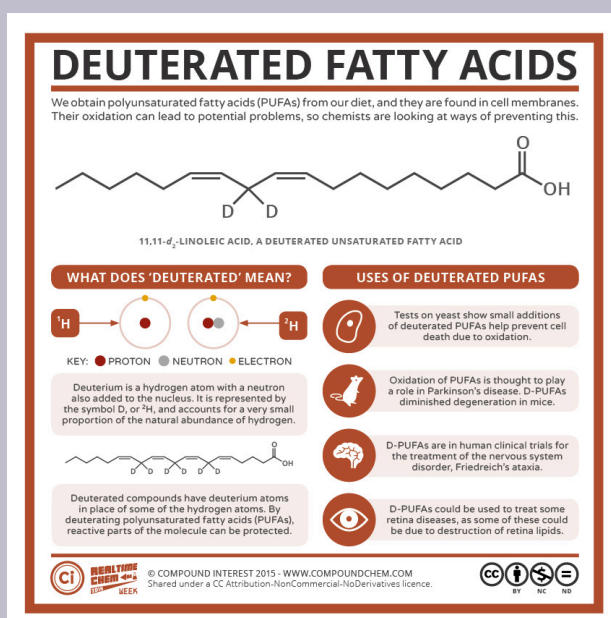 DEUTERATED FATTY ACIDS
We obtain polyunsaturated fatty acids (PUFAs) from our diet, and they are found in cell membranes.
Their oxidation can lead to potential problems, so chemists are looking at ways of preventing this.
O
OH
D D
11,11-d₂-LINOLEIC ACID, A DEUTERATED UNSATURATED FATTY ACID
WHAT DOES ‘DEUTERATED’ MEAN?
¹H
²H
KEY: PROTON NEUTRON ELECTRON
Deuterium is a hydrogen atom with a neutron
also added to the nucleus. It is represented by
the symbol D, or ²H, and accounts for a very small
proportion of the natural abundance of hydrogen.
O
OH
D D D D D D
Deuterated compounds have deuterium atoms
in place of some of the hydrogen atoms. By
deuterating polyunsaturated fatty acids (PUFAs),
reactive parts of the molecule can be protected.
USES OF DEUTERATED PUFAS
Tests on yeast show small additions
of deuterated PUFAs help prevent cell
death due to oxidation.
Oxidation of PUFAs is thought to play
a role in Parkinson’s disease. D-PUFAs
diminished degeneration in mice.
D-PUFAs are in human clinical trials for
the treatment of the nervous system
disorder, Friedreich’s ataxia.
D-PUFAs could be used to treat some
retina diseases, as some of these could
be due to destruction of retina lipids.
Ci
REALTIME
CHEM
WEEK
© COMPOUND INTEREST 2015 - WWW.COMPOUNDCHEM.COM
Shared under a CC Attribution-NonCommercial-NoDerivatives licence.
cc
BY NC ND